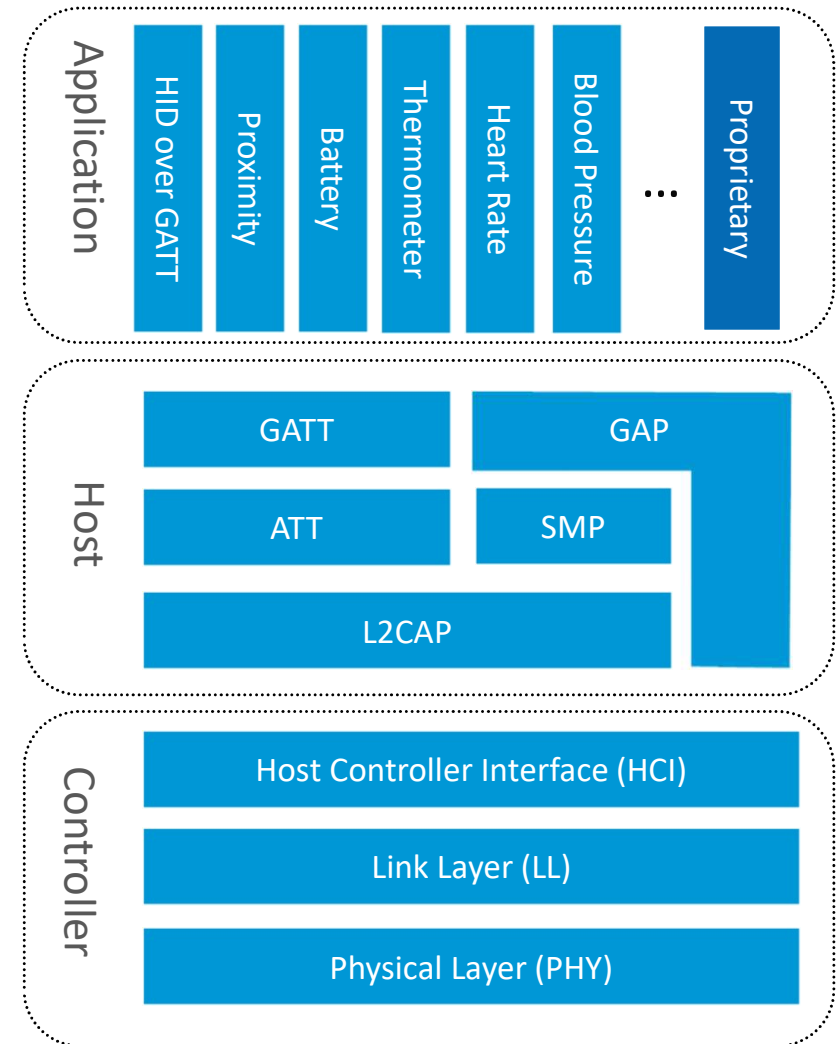 Application
HID over GATT
Proximity
Battery
Thermometer
Heart Rate
Blood Pressure
...
Proprietary
Host
GATT
GAP
ATT
SMP
L2CAP
Controller
Host Controller Interface (HCI)
Link Layer (LL)
Physical Layer (PHY)